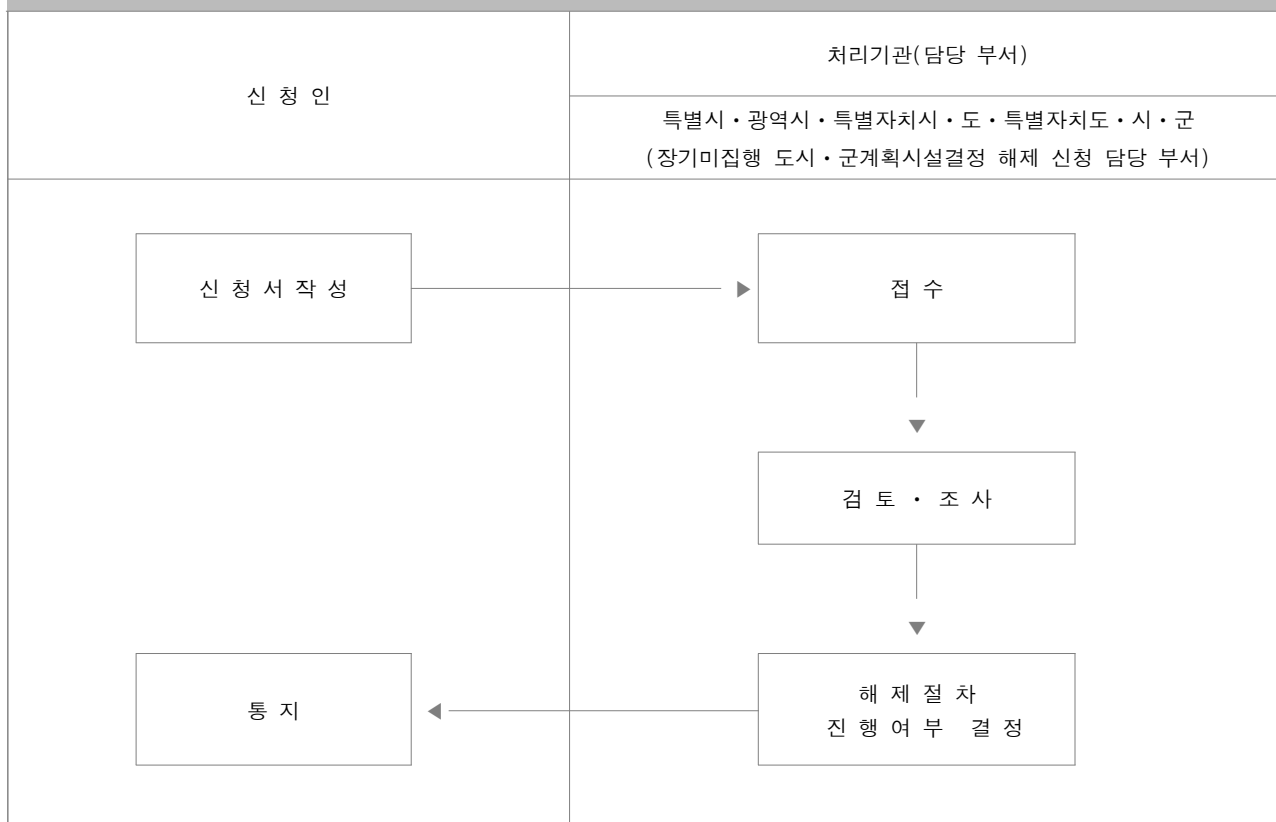 신 청 인
처리기관(담당 부서)
특별시・광역시・특별자치시・도・특별자치도・시・군
(장기미집행 도시・군계획시설결정 해제 신청 담당 부서)
신 청 서 작 성
접 수
검 토 ・ 조 사
해 제 절 차
진 행 여 부 결 정
통 지